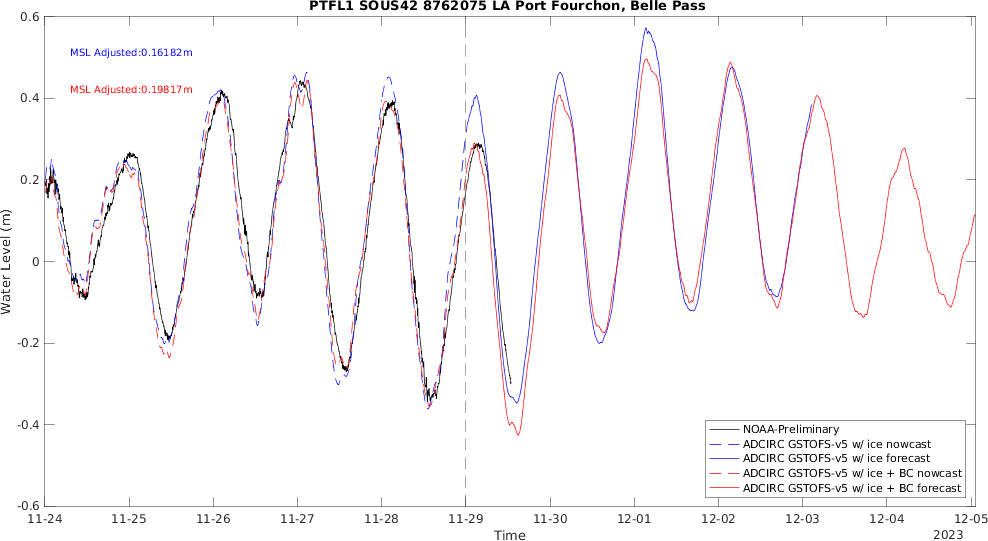 PTFL1 SOUS42 8762075 LA Port Fourchon, Belle Pass
0.6
0.4
0.2
0
-0.2
-0.4
-0.6
Water Level (m)
MSL Adjusted:0.16182m
MSL Adjusted:0.19817m
NOAA-Preliminary
ADCIRC GSTOFS-v5 w/ ice nowcast
ADCIRC GSTOFS-v5 w/ ice forecast
ADCIRC GSTOFS-v5 w/ ice + BC nowcast
ADCIRC GSTOFS-v5 w/ ice + BC forecast
11-24 11-25 11-26 11-27 11-28 11-29 11-30 12-01 12-02 12-03 12-04 12-05
Time
2023